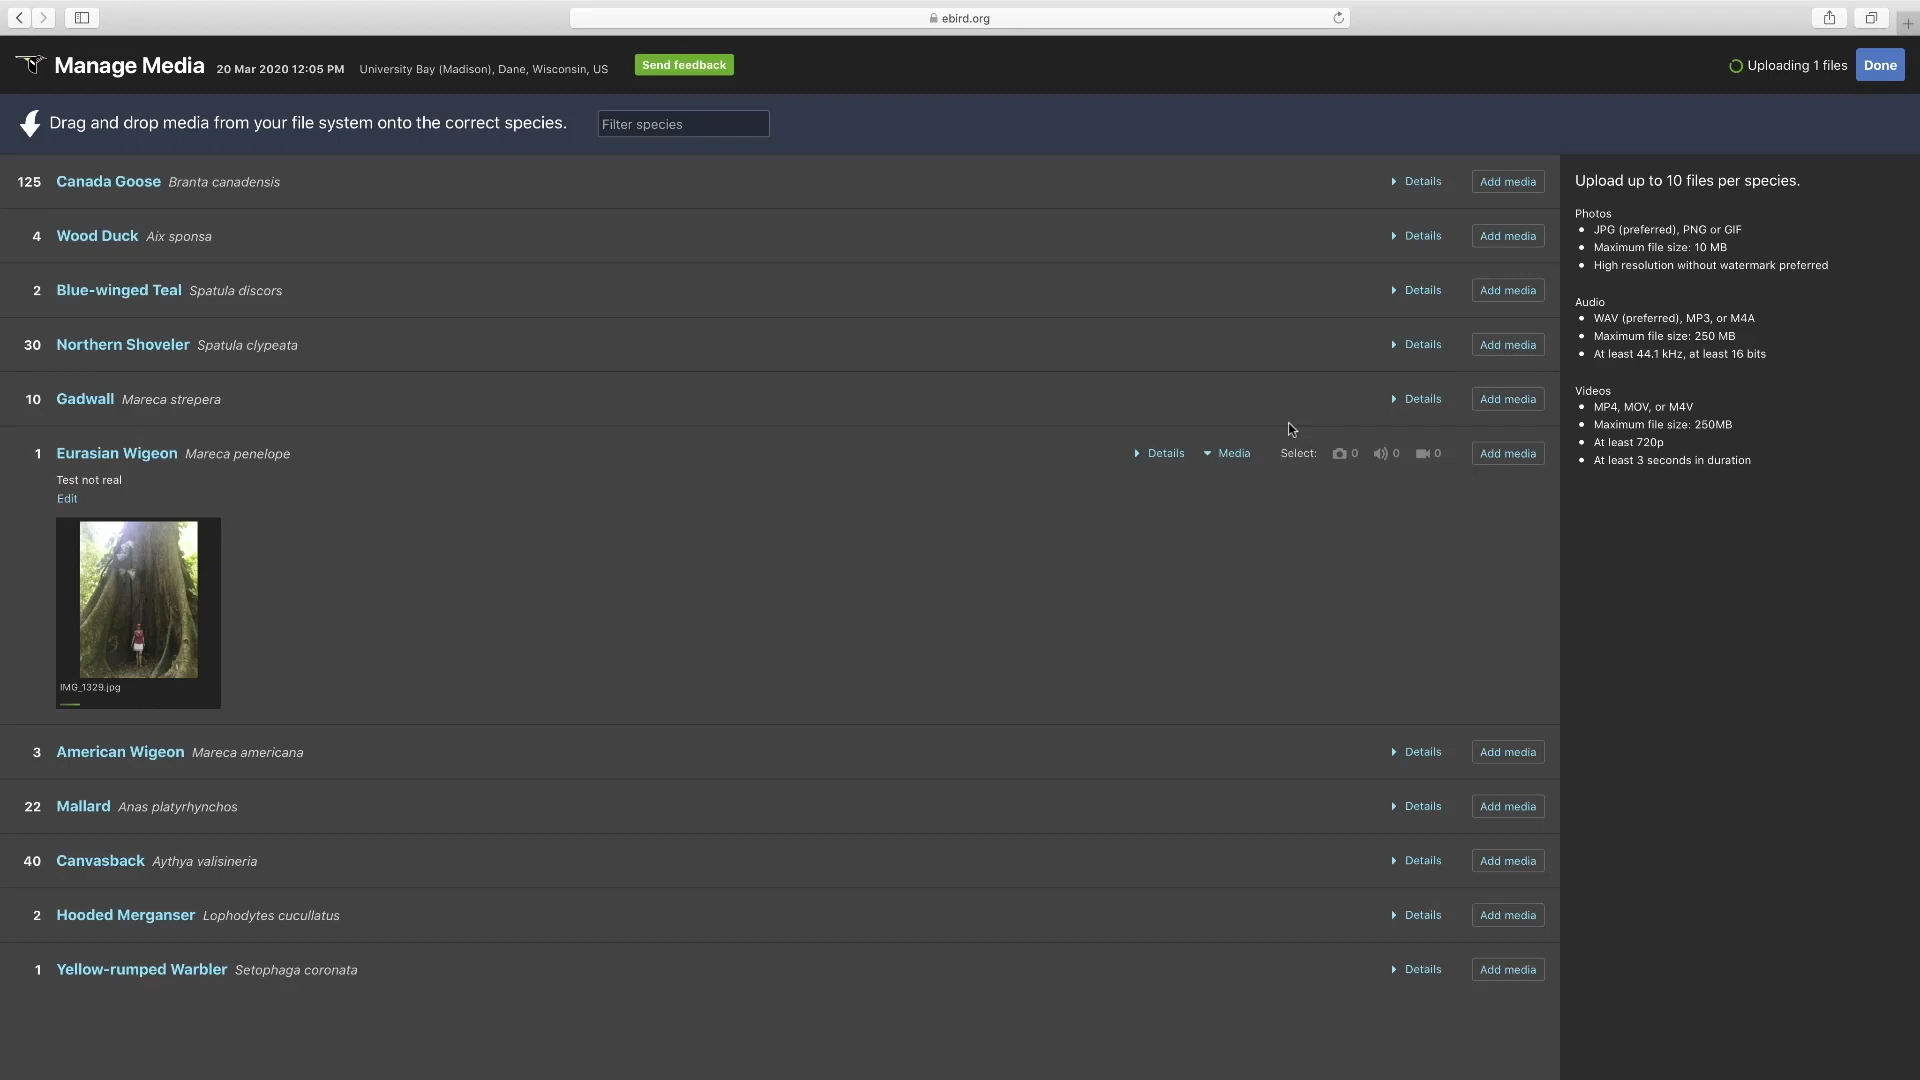 ebird.org
Manage Media 20 Mar 2020 12:05 PM University Bay (Madison), Dane, Wisconsin, US Send feedback Uploading 1 files Done
Drag and drop media from your file system onto the correct species. Filter species
125 Canada Goose Branta canadensis Details Add media
4 Wood Duck Aix sponsa Details Add media
2 Blue-winged Teal Spatula discors Details Add media
30 Northern Shoveler Spatula clypeata Details Add media
10 Gadwall Mareca strepera Details Add media
1 Eurasian Wigeon Mareca penelope Details Media Select: 0 0 0 Add media
Test not real
Edit
IMG_1329.jpg
3 American Wigeon Mareca americana Details Add media
22 Mallard Anas platyrhynchos Details Add media
40 Canvasback Aythya valisineria Details Add media
2 Hooded Merganser Lophodytes cucullatus Details Add media
1 Yellow-rumped Warbler Setophaga coronata Details Add media
Upload up to 10 files per species.
Photos
• JPG (preferred), PNG or GIF
• Maximum file size: 10 MB
• High resolution without watermark preferred
Audio
• WAV (preferred), MP3, or M4A
• Maximum file size: 250 MB
• At least 44.1 kHz, at least 16 bits
Videos
• MP4, MOV, or M4V
• Maximum file size: 250MB
• At least 720p
• At least 3 seconds in duration